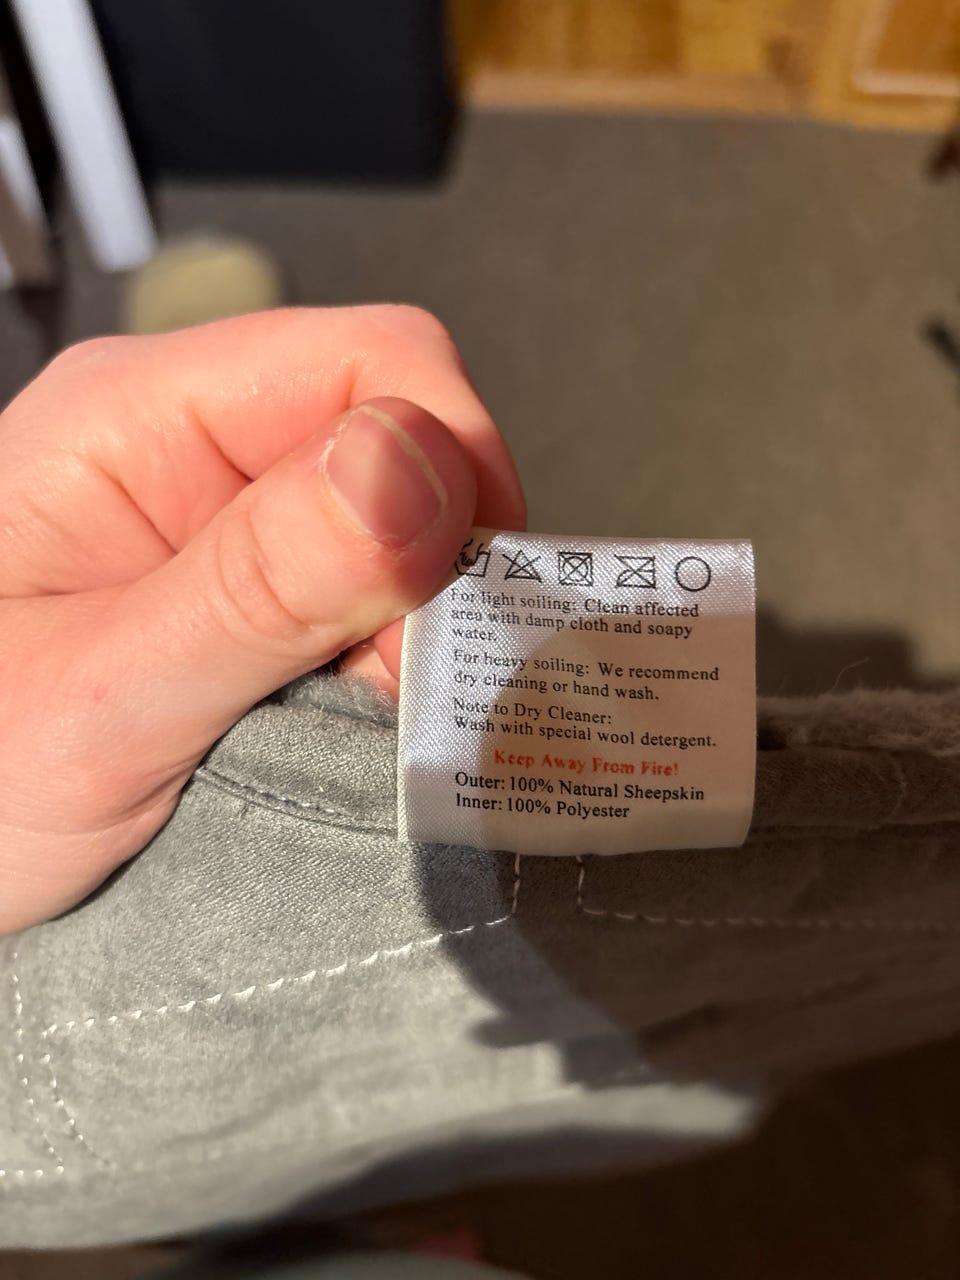 For light soiling: Clean affected
area with damp cloth and soapy
water.
For heavy soiling: We recommend
dry cleaning or hand wash.
Note to Dry Cleaner:
Wash with special wool detergent.
Keep Away From Fire!
Outer: 100% Natural Sheepskin
Inner: 100% Polyester